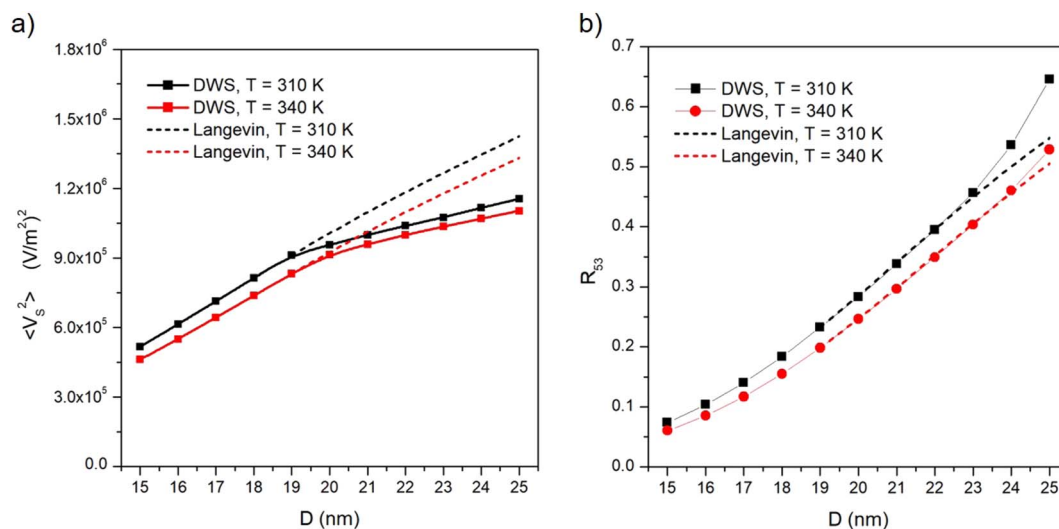 a)
1.8x10⁶
1.5x10⁶
1.2x10⁶
9.0x10⁵
6.0x10⁵
3.0x10⁵
0.0
<V_S²> (V/m²)²
DWS, T = 310 K
DWS, T = 340 K
Langevin, T = 310 K
Langevin, T = 340 K
15 16 17 18 19 20 21 22 23 24 25
D (nm)
b)
0.7
0.6
0.5
0.4
0.3
0.2
0.1
0.0
R₅₃
DWS, T = 310 K
DWS, T = 340 K
Langevin, T = 310 K
Langevin, T = 340 K
15 16 17 18 19 20 21 22 23 24 25
D (nm)